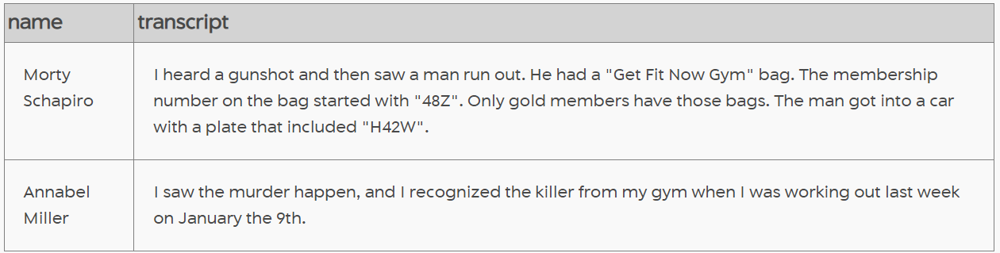 name transcript
Morty Schapiro
I heard a gunshot and then saw a man run out. He had a "Get Fit Now Gym" bag. The membership
number on the bag started with "48Z". Only gold members have those bags. The man got into a car
with a plate that included "H42W".
Annabel Miller
I saw the murder happen, and I recognized the killer from my gym when I was working out last week
on January the 9th.